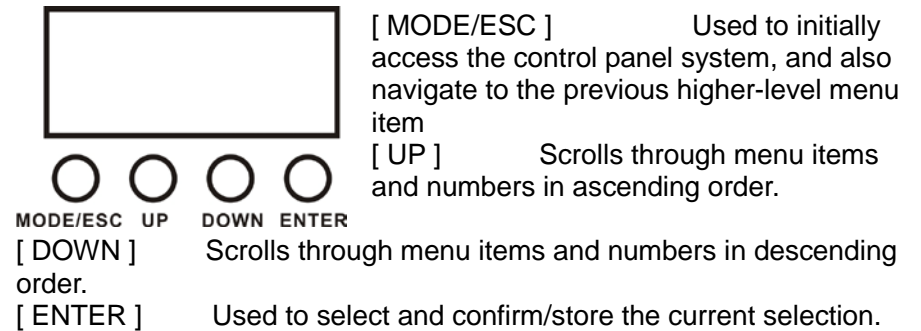 [ MODE/ESC ] Used to initially
access the control panel system, and also
navigate to the previous higher-level menu
item
[ UP ] Scrolls through menu items
and numbers in ascending order.
MODE/ESC UP DOWN ENTER
[ DOWN ] Scrolls through menu items and numbers in descending
order.
[ ENTER ] Used to select and confirm/store the current selection.